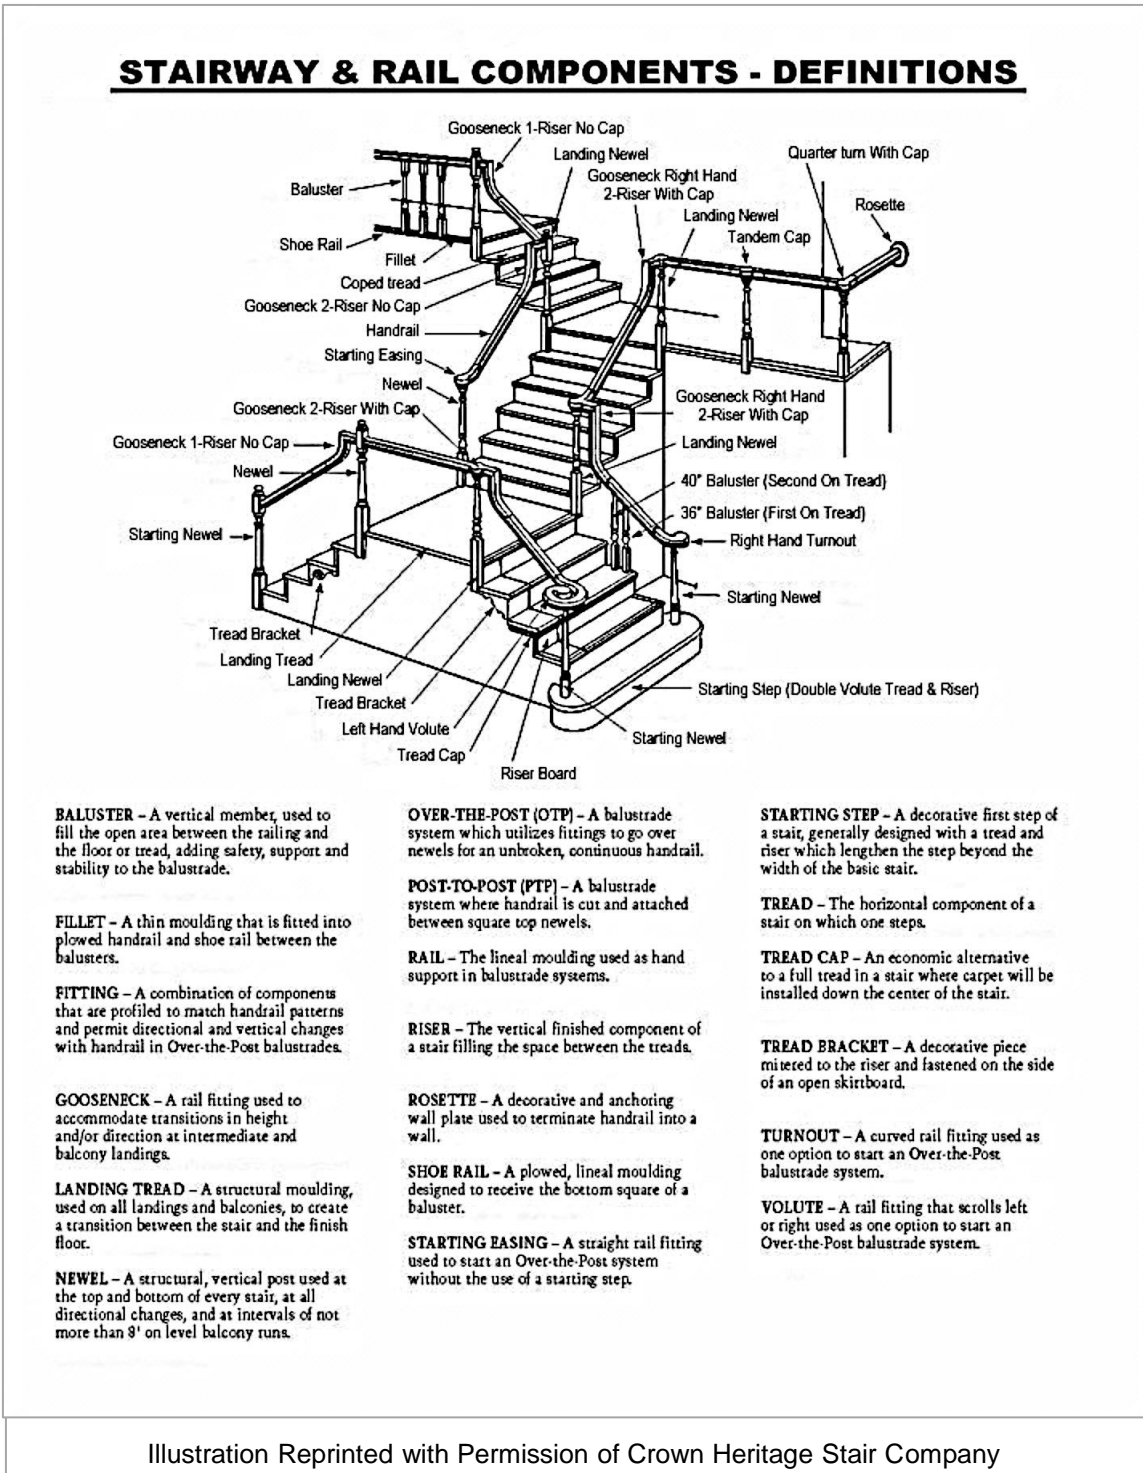 STAIRWAY & RAIL COMPONENTS - DEFINITIONS
Gooseneck 1-Riser No Cap
Landing Newel
Quarter turn With Cap
Gooseneck Right Hand
2-Riser With Cap
Baluster
Landing Newel
Rosette
Tandem Cap
Shoe Rail
Fillet
Coped tread
Gooseneck 2-Riser No Cap
Handrail
Starting Easing
Newel
Gooseneck Right Hand
2-Riser With Cap
Gooseneck 2-Riser With Cap
Gooseneck 1-Riser No Cap
Landing Newel
Newel
40" Baluster (Second On Tread)
36" Baluster (First On Tread)
Starting Newel
Right Hand Turnout
Starting Newel
Tread Bracket
Landing Tread
Landing Newel
Starting Step (Double Volute Tread & Riser)
Tread Bracket
Left Hand Volute
Starting Newel
Tread Cap
Riser Board
BALUSTER – A vertical member, used to
fill the open area between the railing and
the floor or tread, adding safety, support and
stability to the balustrade.
FILLET – A thin moulding that is fitted into
plowed handrail and shoe rail between the
balusters.
FITTING – A combination of components
that are profiled to match handrail patterns
and permit directional and vertical changes
with handrail in Over-the-Post balustrades.
GOOSENECK – A rail fitting used to
accommodate transitions in height
and/or direction at intermediate and
balcony landings.
LANDING TREAD – A structural moulding,
used on all landings and balconies, to create
a transition between the stair and the finish
floor.
NEWEL – A structural, vertical post used at
the top and bottom of every stair, at all
directional changes, and at intervals of not
more than 8' on level balcony runs.
OVER-THE-POST (OTP) – A balustrade
system which utilizes fittings to go over
newels for an unbroken, continuous handrail.
POST-TO-POST (PTP) – A balustrade
system where handrail is cut and attached
between square top newels.
RAIL – The lineal moulding used as hand
support in balustrade systems.
RISER – The vertical finished component of
a stair filling the space between the treads.
ROSETTE – A decorative and anchoring
wall plate used to terminate handrail into a
wall.
SHOE RAIL – A plowed, lineal moulding
designed to receive the bottom square of a
baluster.
STARTING EASING – A straight rail fitting
used to start an Over-the-Post system
without the use of a starting step.
STARTING STEP – A decorative first step of
a stair, generally designed with a tread and
riser which lengthen the step beyond the
width of the basic stair.
TREAD – The horizontal component of a
stair on which one steps.
TREAD CAP – An economic alternative
to a full tread in a stair where carpet will be
installed down the center of the stair.
TREAD BRACKET – A decorative piece
mitered to the riser and fastened on the side
of an open skirtboard.
TURNOUT – A curved rail fitting used as
one option to start an Over-the-Post
balustrade system.
VOLUTE – A rail fitting that scrolls left
or right used as one option to start an
Over-the-Post balustrade system.
Illustration Reprinted with Permission of Crown Heritage Stair Company